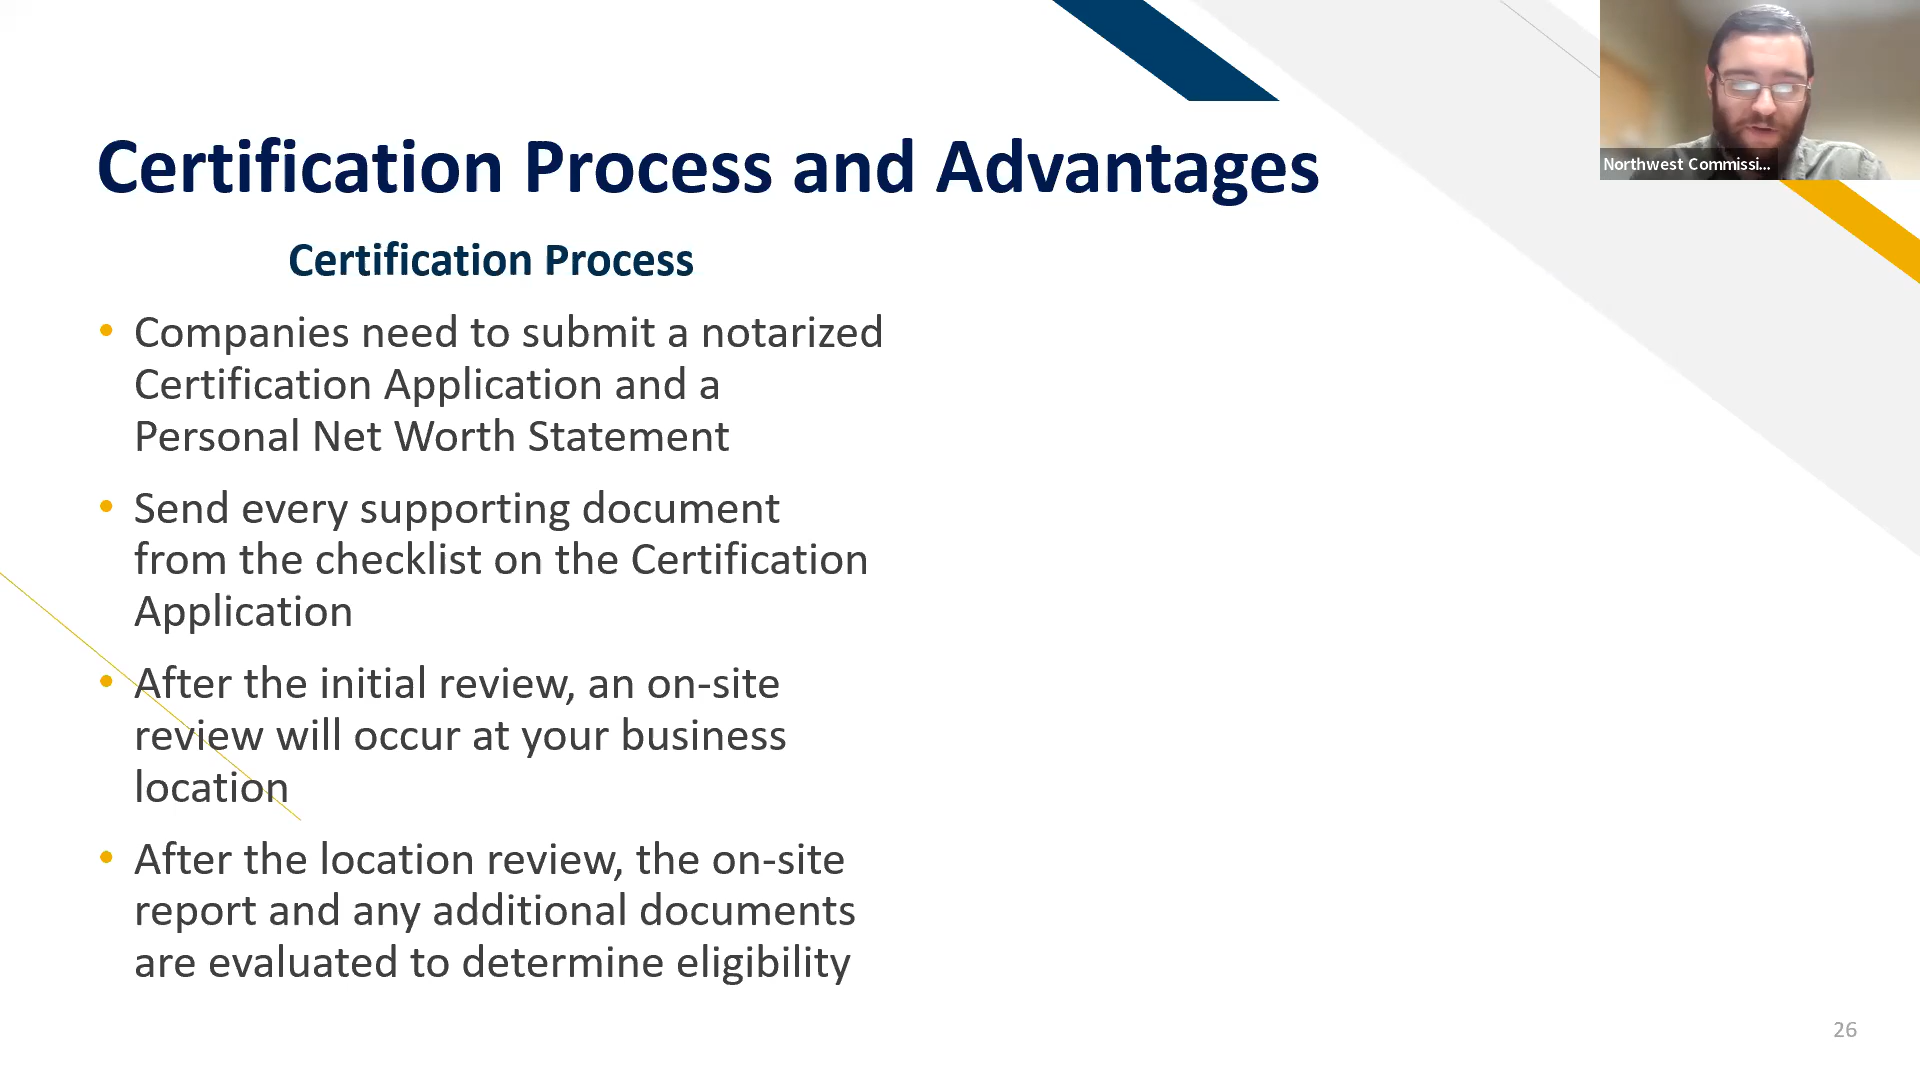 Certification Process and Advantages
Certification Process
• Companies need to submit a notarized
Certification Application and a
Personal Net Worth Statement
• Send every supporting document
from the checklist on the Certification
Application
• After the initial review, an on-site
review will occur at your business
location
• After the location review, the on-site
report and any additional documents
are evaluated to determine eligibility
Northwest Commissi...
26